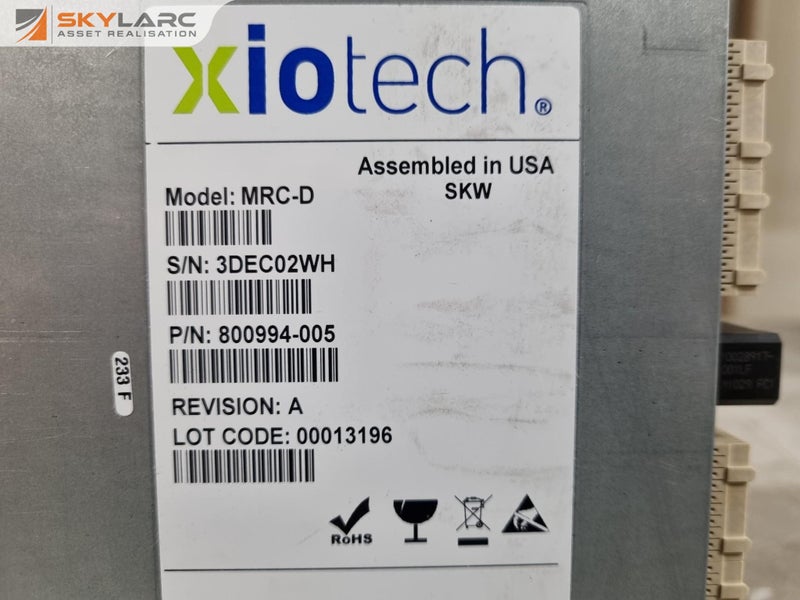 SKYLARC
ASSET REALISATION
xiotech®
Assembled in USA
SKW
Model: MRC-D
S/N: 3DEC02WH
P/N: 800994-005
REVISION: A
LOT CODE: 00013196
RoHS
233 F